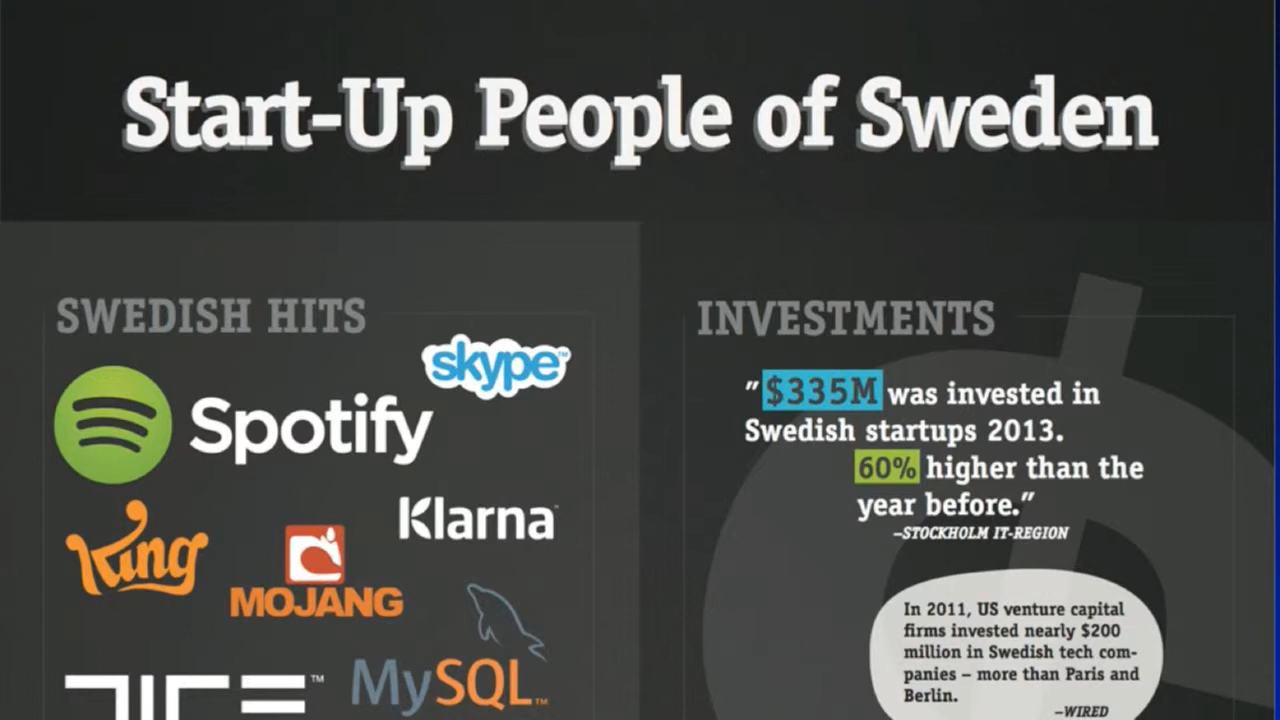 Start-Up People of Sweden
SWEDISH HITS
skype™
Spotify
King
Klarna
MOJANG
MySQL™
INVESTMENTS
"$335M was invested in
Swedish startups 2013.
60% higher than the
year before."
–STOCKHOLM IT-REGION
In 2011, US venture capital
firms invested nearly $200
million in Swedish tech com-
panies – more than Paris and
Berlin.
–WIRED